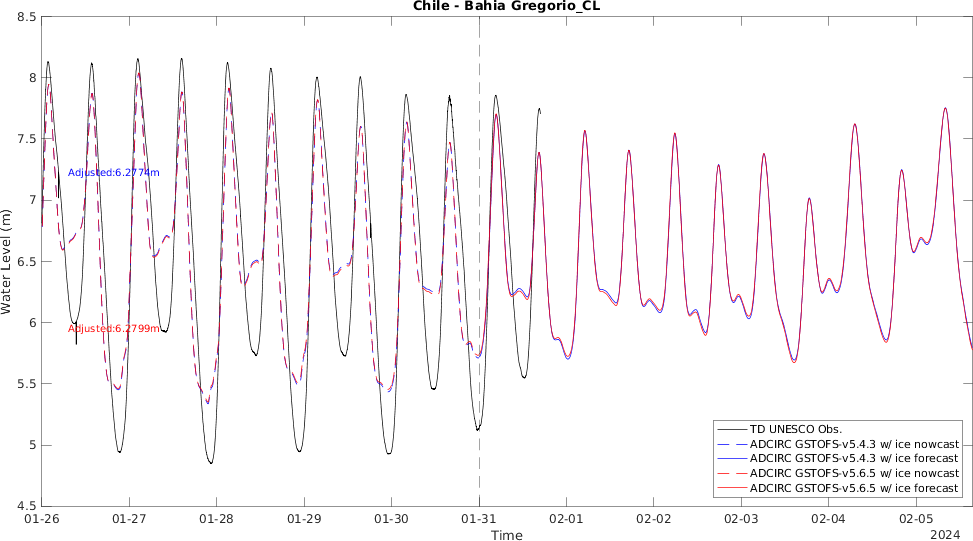 Chile - Bahia Gregorio_CL
8.5
8
7.5
7
6.5
6
5.5
5
4.5
Water Level (m)
Adjusted:6.2774m
Adjusted:6.2799m
TD UNESCO Obs.
ADCIRC GSTOFS-v5.4.3 w/ ice nowcast
ADCIRC GSTOFS-v5.4.3 w/ ice forecast
ADCIRC GSTOFS-v5.6.5 w/ ice nowcast
ADCIRC GSTOFS-v5.6.5 w/ ice forecast
01-26 01-27 01-28 01-29 01-30 01-31 02-01 02-02 02-03 02-04 02-05
2024
Time